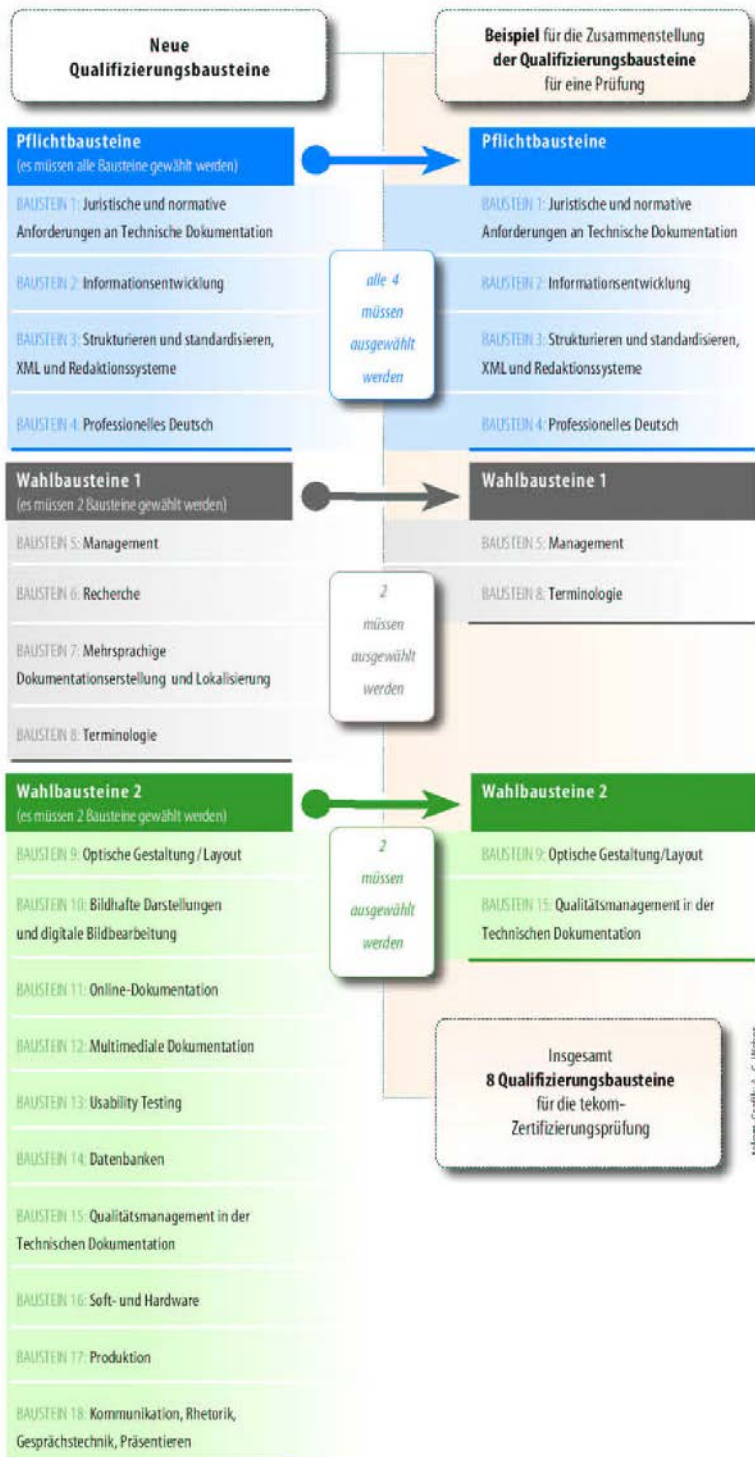 Neue
Qualifizierungsbausteine
Beispiel für die Zusammenstellung
der Qualifizierungsbausteine
für eine Prüfung
Pflichtbausteine
(es müssen alle Bausteine gewählt werden)
BAUSTEIN 1: Juristische und normative
Anforderungen an Technische Dokumentation
BAUSTEIN 2: Informationsentwicklung
BAUSTEIN 3: Strukturieren und standardisieren,
XML und Redaktionssysteme
BAUSTEIN 4: Professionelles Deutsch
alle 4
müssen
ausgewählt
werden
Pflichtbausteine
BAUSTEIN 1: Juristische und normative
Anforderungen an Technische Dokumentation
BAUSTEIN 2: Informationsentwicklung
BAUSTEIN 3: Strukturieren und standardisieren,
XML und Redaktionssysteme
BAUSTEIN 4: Professionelles Deutsch
Wahlbausteine 1
(es müssen 2 Bausteine gewählt werden)
BAUSTEIN 5: Management
BAUSTEIN 6: Recherche
BAUSTEIN 7: Mehrsprachige
Dokumentationserstellung und Lokalisierung
BAUSTEIN 8: Terminologie
2
müssen
ausgewählt
werden
Wahlbausteine 1
BAUSTEIN 5: Management
BAUSTEIN 8: Terminologie
Wahlbausteine 2
(es müssen 2 Bausteine gewählt werden)
BAUSTEIN 9: Optische Gestaltung / Layout
BAUSTEIN 10: Bildhafte Darstellungen
und digitale Bildbearbeitung
BAUSTEIN 11: Online-Dokumentation
BAUSTEIN 12: Multimediale Dokumentation
BAUSTEIN 13: Usability Testing
BAUSTEIN 14: Datenbanken
BAUSTEIN 15: Qualitätsmanagement in der
Technischen Dokumentation
BAUSTEIN 16: Soft- und Hardware
BAUSTEIN 17: Produktion
BAUSTEIN 18: Kommunikation, Rhetorik,
Gesprächstechnik, Präsentieren
2
müssen
ausgewählt
werden
Wahlbausteine 2
BAUSTEIN 9: Optische Gestaltung/Layout
BAUSTEIN 15: Qualitätsmanagement in der
Technischen Dokumentation
Insgesamt
8 Qualifizierungsbausteine
für die tekom-
Zertifizierungsprüfung